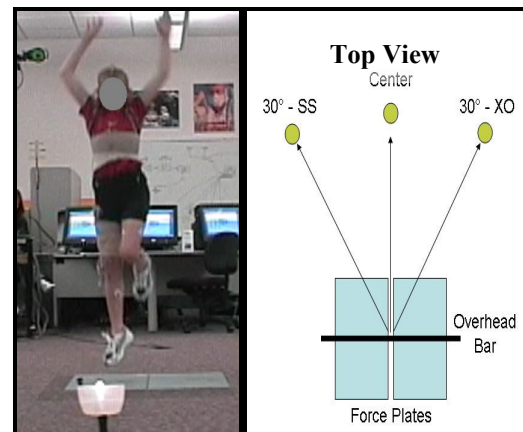 Top View
Center
30° - SS
30° - XO
Overhead
Bar
Force Plates